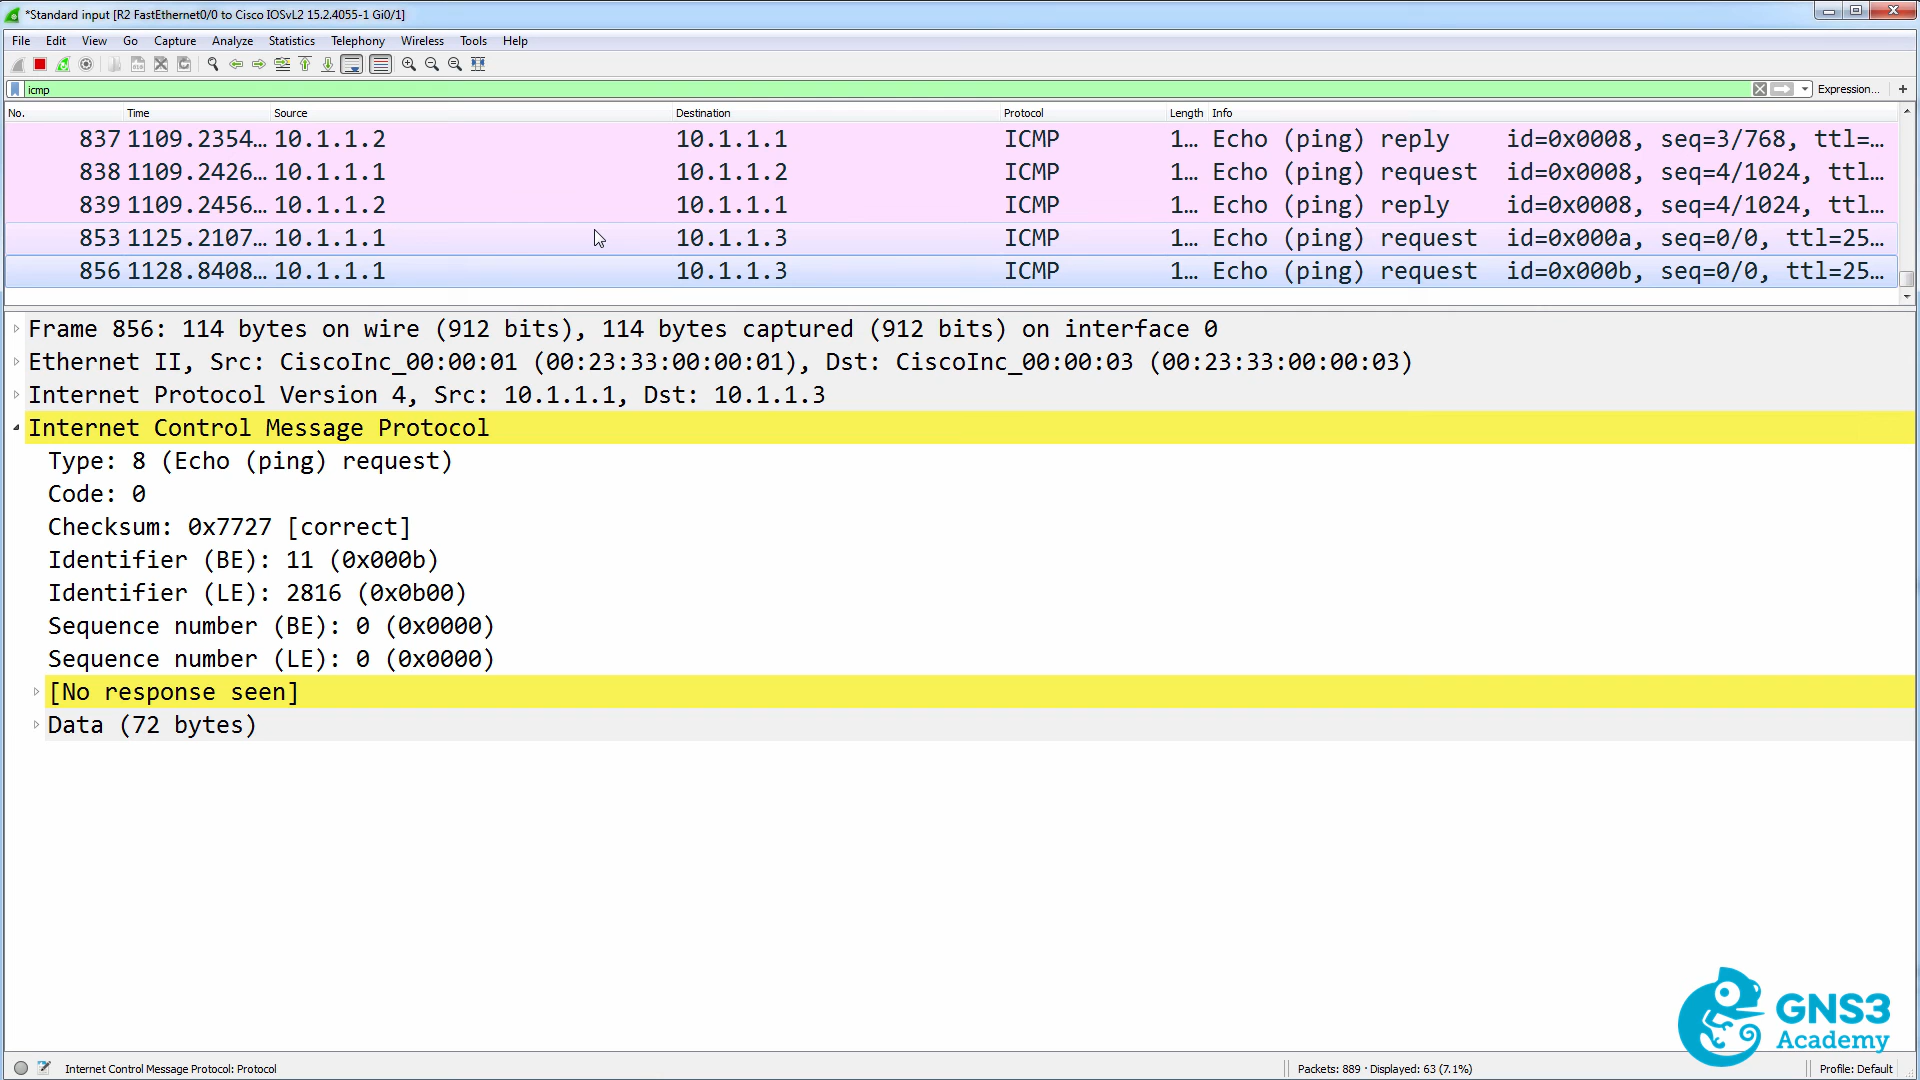 *Standard input [R2 FastEthernet0/0 to Cisco IOSvL2 15.2.4055-1 Gi0/1]
File Edit View Go Capture Analyze Statistics Telephony Wireless Tools Help
icmp Expression... +
No. Time Source Destination Protocol Length Info
837 1109.2354... 10.1.1.2 10.1.1.1 ICMP 1... Echo (ping) reply id=0x0008, seq=3/768, ttl=...
838 1109.2426... 10.1.1.1 10.1.1.2 ICMP 1... Echo (ping) request id=0x0008, seq=4/1024, ttl...
839 1109.2456... 10.1.1.2 10.1.1.1 ICMP 1... Echo (ping) reply id=0x0008, seq=4/1024, ttl...
853 1125.2107... 10.1.1.1 10.1.1.3 ICMP 1... Echo (ping) request id=0x000a, seq=0/0, ttl=25...
856 1128.8408... 10.1.1.1 10.1.1.3 ICMP 1... Echo (ping) request id=0x000b, seq=0/0, ttl=25...
Frame 856: 114 bytes on wire (912 bits), 114 bytes captured (912 bits) on interface 0
Ethernet II, Src: CiscoInc_00:00:01 (00:23:33:00:00:01), Dst: CiscoInc_00:00:03 (00:23:33:00:00:03)
Internet Protocol Version 4, Src: 10.1.1.1, Dst: 10.1.1.3
Internet Control Message Protocol
Type: 8 (Echo (ping) request)
Code: 0
Checksum: 0x7727 [correct]
Identifier (BE): 11 (0x000b)
Identifier (LE): 2816 (0x0b00)
Sequence number (BE): 0 (0x0000)
Sequence number (LE): 0 (0x0000)
[No response seen]
Data (72 bytes)
GNS3
Academy
Internet Control Message Protocol: Protocol Packets: 889 · Displayed: 63 (7.1%) Profile: Default